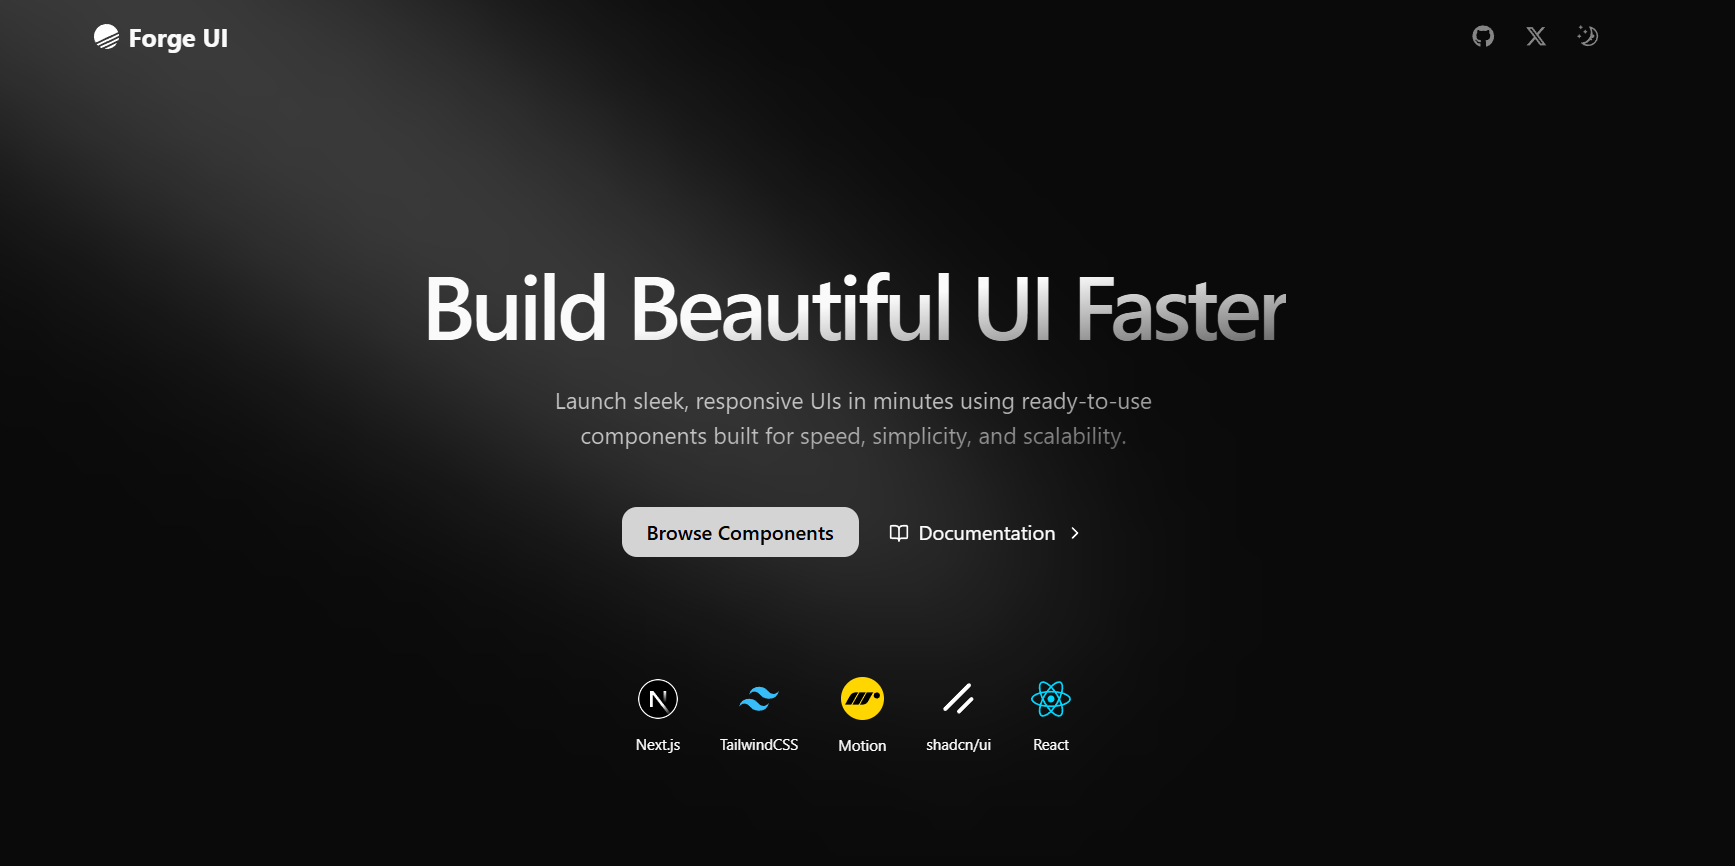 Forge UI
Build Beautiful UI Faster
Launch sleek, responsive UIs in minutes using ready-to-use
components built for speed, simplicity, and scalability.
Browse Components
Documentation
Next.js
TailwindCSS
Motion
shadcn/ui
React